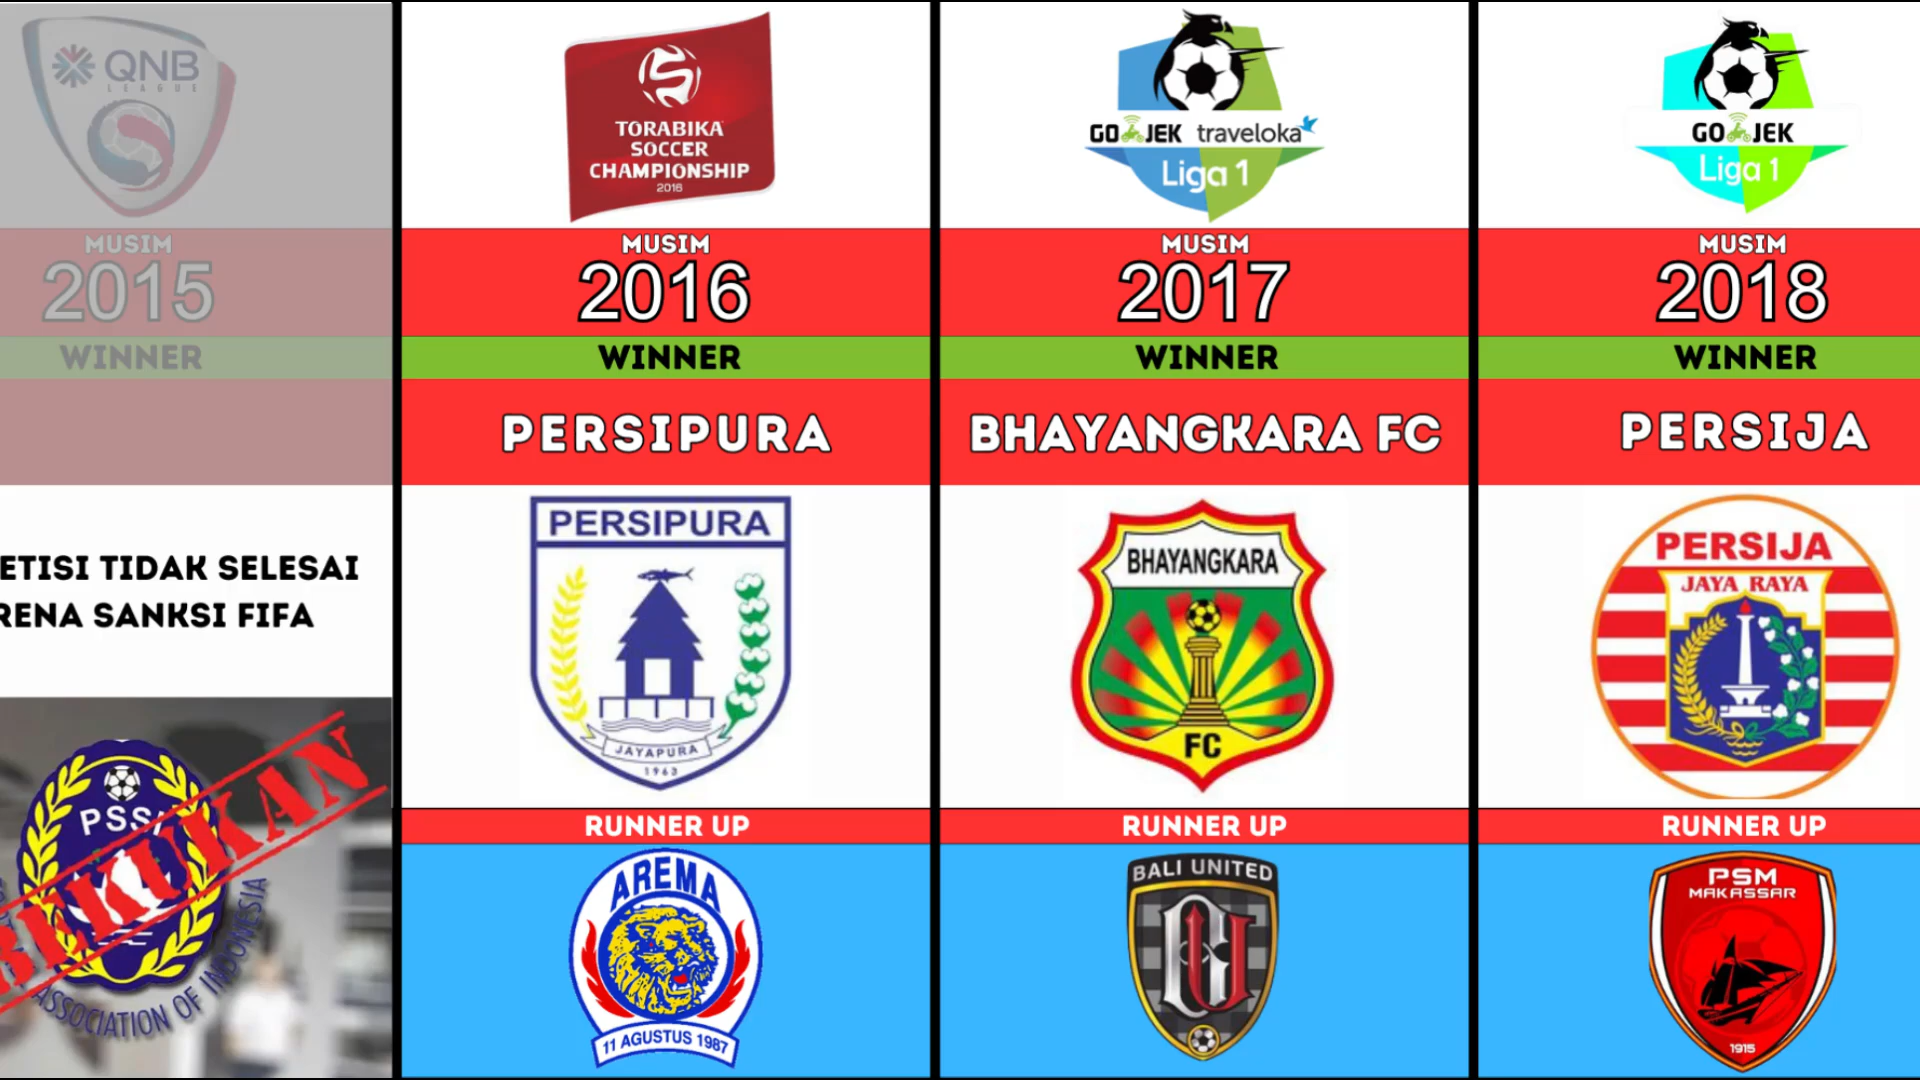 QNB
LEAGUE
MUSIM
2015
WINNER
ETISI TIDAK SELESAI
RENA SANKSI FIFA
PSSI
BEKUKAN
ASSOCIATION OF INDONESIA
TORABIKA
SOCCER
CHAMPIONSHIP
2016
MUSIM
2016
WINNER
PERSIPURA
PERSIPURA
JAYAPURA
1963
RUNNER UP
AREMA
11 AGUSTUS 1987
GO-JEK traveloka
Liga 1
MUSIM
2017
WINNER
BHAYANGKARA FC
BHAYANGKARA
FC
RUNNER UP
BALI UNITED
GO-JEK
Liga 1
MUSIM
2018
WINNER
PERSIJA
PERSIJA
JAYA RAYA
RUNNER UP
PSM
MAKASSAR
1915